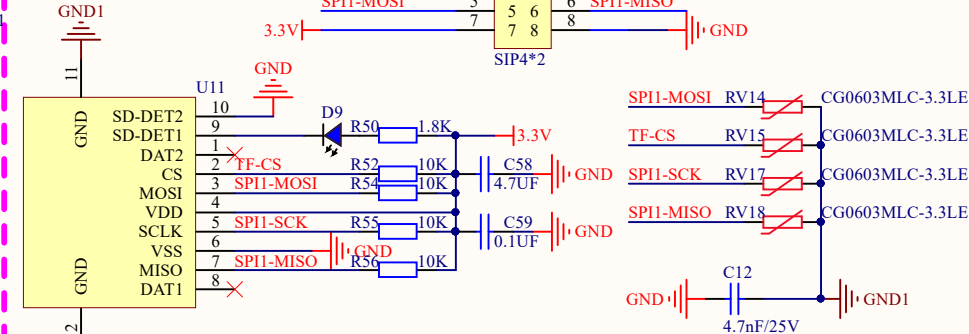 SPI1-MOSI 5 5 6 6 SPI1-MISO
3.3V 7 7 8 8 GND
SIP4*2
GND1
11
GND
U11
GND
SD-DET2 10
SD-DET1 9 D9 R50 1.8K 3.3V
DAT2 1
CS 2 TF-CS R52 10K C58 4.7UF GND
MOSI 3 SPI1-MOSI R54 10K
VDD 4
SCLK 5 SPI1-SCK R55 10K C59 0.1UF GND
VSS 6 GND
MISO 7 SPI1-MISO R56 10K
DAT1 8
GND
2
SPI1-MOSI RV14 CG0603MLC-3.3LE
TF-CS RV15 CG0603MLC-3.3LE
SPI1-SCK RV17 CG0603MLC-3.3LE
SPI1-MISO RV18 CG0603MLC-3.3LE
C12
GND GND1
4.7nF/25V